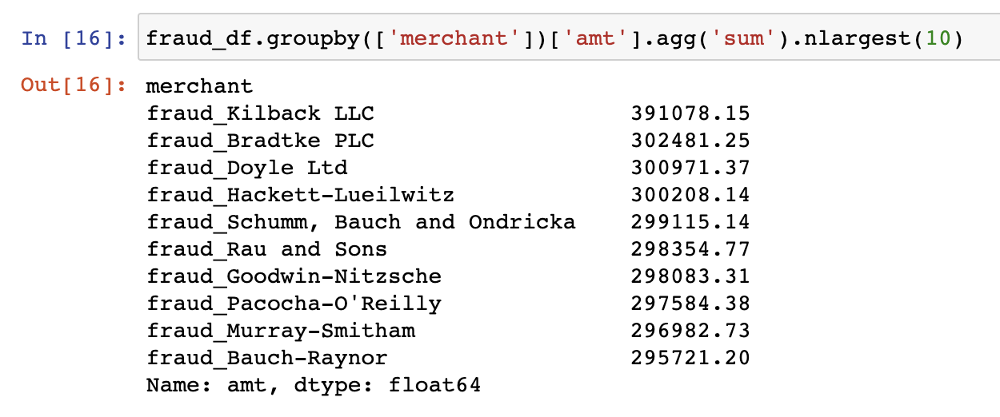 In [16]: fraud_df.groupby(['merchant'])['amt'].agg('sum').nlargest(10)
Out[16]: merchant
fraud_Kilback LLC 391078.15
fraud_Bradtke PLC 302481.25
fraud_Doyle Ltd 300971.37
fraud_Hackett-Lueilwitz 300208.14
fraud_Schumm, Bauch and Ondricka 299115.14
fraud_Rau and Sons 298354.77
fraud_Goodwin-Nitzsche 298083.31
fraud_Pacocha-O'Reilly 297584.38
fraud_Murray-Smitham 296982.73
fraud_Bauch-Raynor 295721.20
Name: amt, dtype: float64